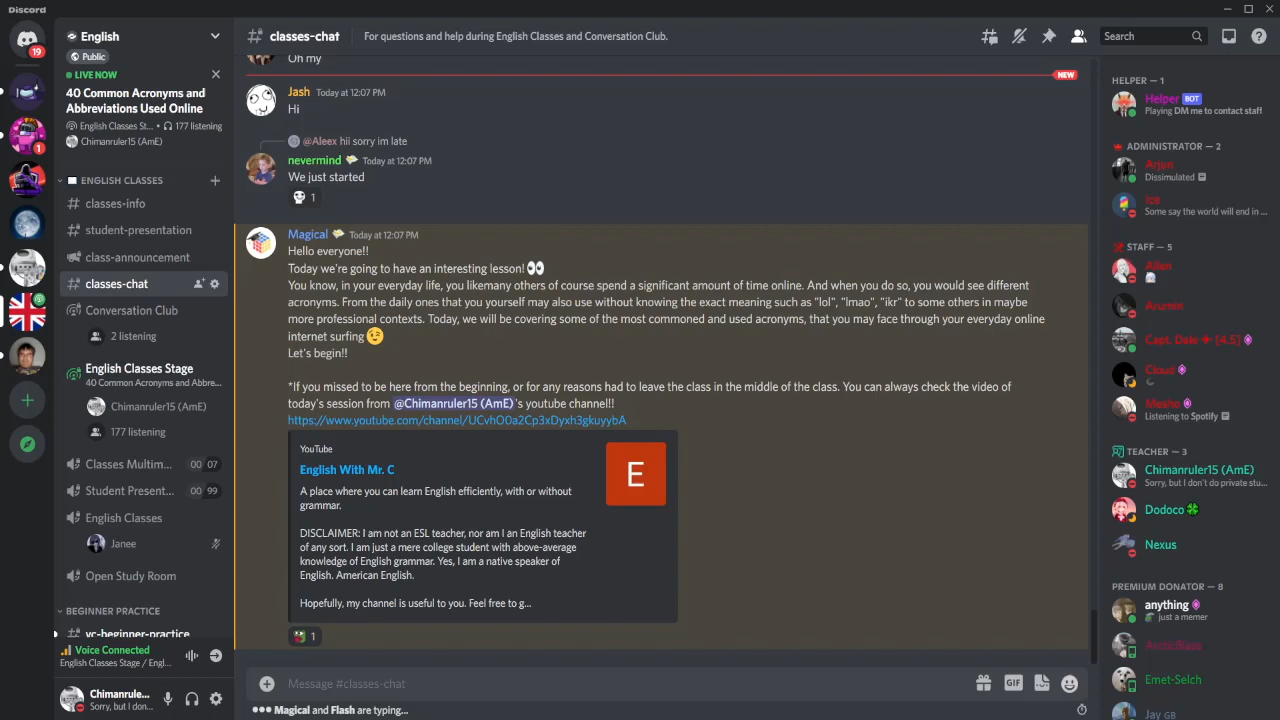 Discord
19
1
English
Public
LIVE NOW
40 Common Acronyms and
Abbreviations Used Online
English Classes St... • 177 listening
Chimanruler15 (AmE)
ENGLISH CLASSES
classes-info
student-presentation
class-announcement
classes-chat
Conversation Club
2 listening
English Classes Stage
40 Common Acronyms and Abbre...
Chimanruler15 (AmE)
177 listening
Classes Multim... 00 07
Student Present... 00 99
English Classes
Janee
Open Study Room
BEGINNER PRACTICE
vc-beginner-practice
Voice Connected
English Classes Stage / Engl...
Chimanrule...
Sorry, but I don...
classes-chat
For questions and help during English Classes and Conversation Club.
Search
Oh my
NEW
Jash Today at 12:07 PM
Hi
@Aleex hii sorry im late
nevermind Today at 12:07 PM
We just started
1
Magical Today at 12:07 PM
Hello everyone!!
Today we're going to have an interesting lesson!👀
You know, in your everyday life, you likemany others of course spend a significant amount of time online. And when you do so, you would see different
acronyms. From the daily ones that you yourself may also use without knowing the exact meaning such as "lol", "lmao", "ikr" to some others in maybe
more professional contexts. Today, we will be covering some of the most commoned and used acronyms, that you may face through your everyday online
internet surfing 😉
Let's begin!!
*If you missed to be here from the beginning, or for any reasons had to leave the class in the middle of the class. You can always check the video of
today's session from @Chimanruler15 (AmE) 's youtube channel!!
https://www.youtube.com/channel/UCvhO0a2Cp3xDyxh3gkuyybA
YouTube
English With Mr. C
E
A place where you can learn English efficiently, with or without
grammar.
DISCLAIMER: I am not an ESL teacher, nor am I an English teacher
of any sort. I am just a mere college student with above-average
knowledge of English grammar. Yes, I am a native speaker of
English. American English.
Hopefully, my channel is useful to you. Feel free to g...
1
Message #classes-chat
GIF
Magical and Flash are typing...
HELPER — 1
Helper BOT
Playing DM me to contact staff
ADMINISTRATOR — 2
Arjun
Dissimulated
Ice
Some say the world will end in ...
STAFF — 5
Allen
Arumin
Capt. Dale [4.5]
Cloud
Mesho
Listening to Spotify
TEACHER — 3
Chimanruler15 (AmE)
Sorry, but I don't do private stu...
Dodoco
Nexus
PREMIUM DONATOR — 8
anything
just a memer
ArcticBlaze
Emet-Selch
Jay GB